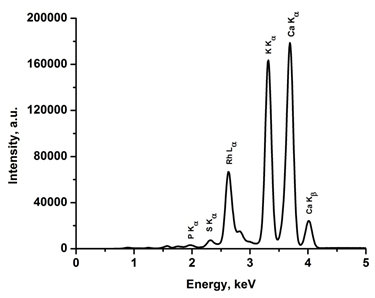 Intensity, a.u.
200000
160000
120000
80000
40000
0
P Kα
S Kα
Rh Lα
K Kα
Ca Kα
Ca Kβ
0 1 2 3 4 5
Energy, keV